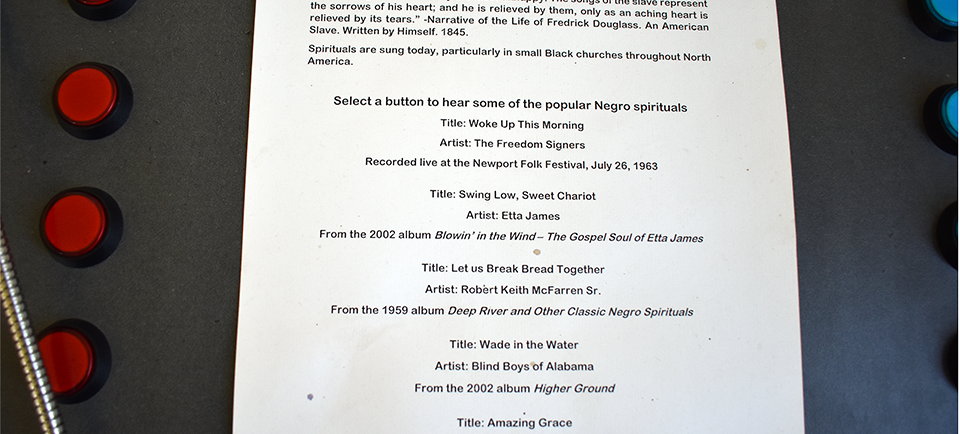 the sorrows of his heart; and he is relieved by them, only as an aching heart is
relieved by its tears." -Narrative of the Life of Fredrick Douglass. An American
Slave. Written by Himself. 1845.
Spirituals are sung today, particularly in small Black churches throughout North
America.
Select a button to hear some of the popular Negro spirituals
Title: Woke Up This Morning
Artist: The Freedom Signers
Recorded live at the Newport Folk Festival, July 26, 1963
Title: Swing Low, Sweet Chariot
Artist: Etta James
From the 2002 album Blowin' in the Wind – The Gospel Soul of Etta James
Title: Let us Break Bread Together
Artist: Robert Keith McFarren Sr.
From the 1959 album Deep River and Other Classic Negro Spirituals
Title: Wade in the Water
Artist: Blind Boys of Alabama
From the 2002 album Higher Ground
Title: Amazing Grace